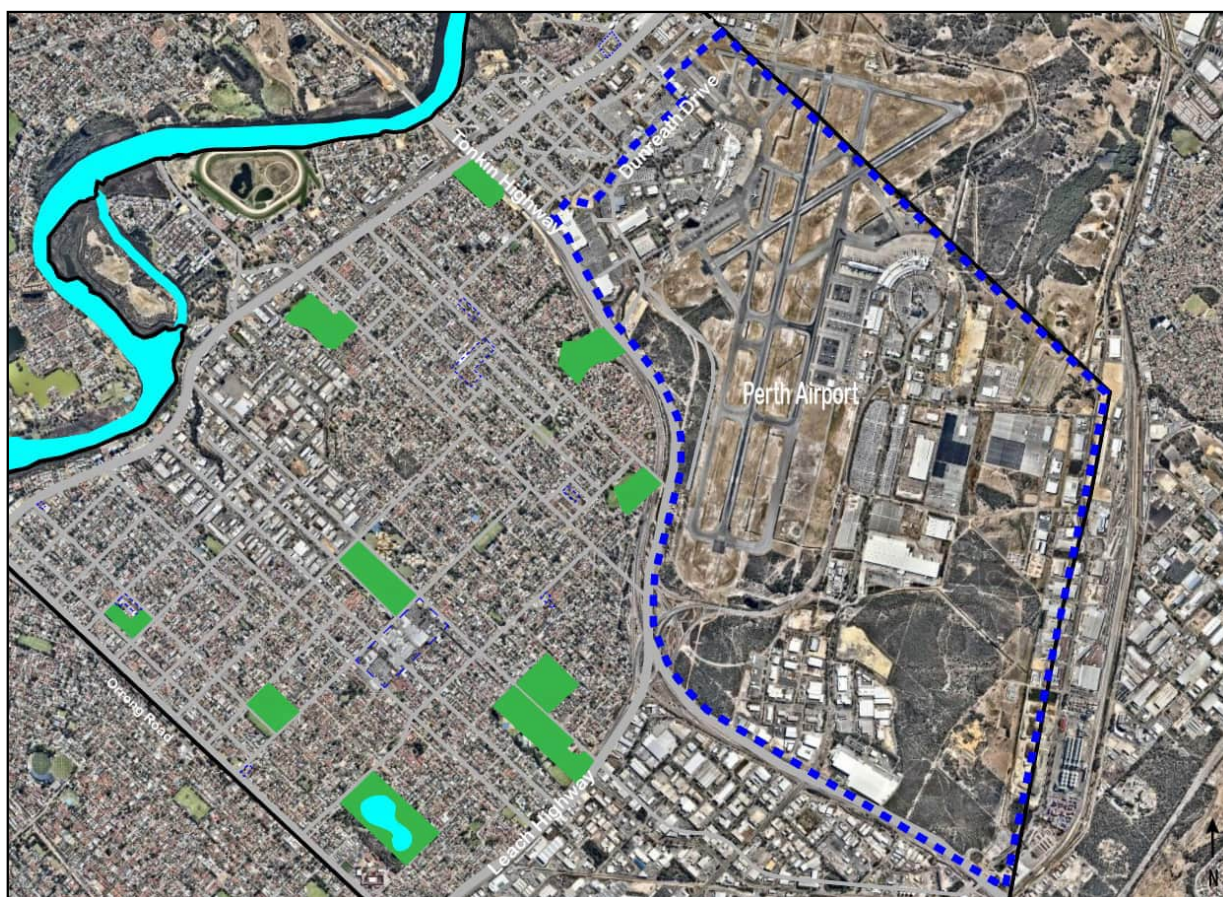 Tonkin Highway
Dunreath Drive
Perth Airport
Orrong Road
Leach Highway
N